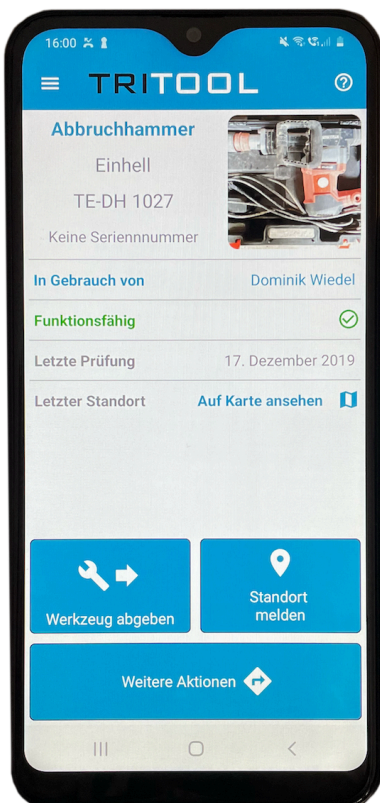 16:00
TRITOOL
Abbruchhammer
Einhell
TE-DH 1027
Keine Seriennnummer
In Gebrauch von Dominik Wiedel
Funktionsfähig
Letzte Prüfung 17. Dezember 2019
Letzter Standort Auf Karte ansehen
Werkzeug abgeben
Standort
melden
Weitere Aktionen